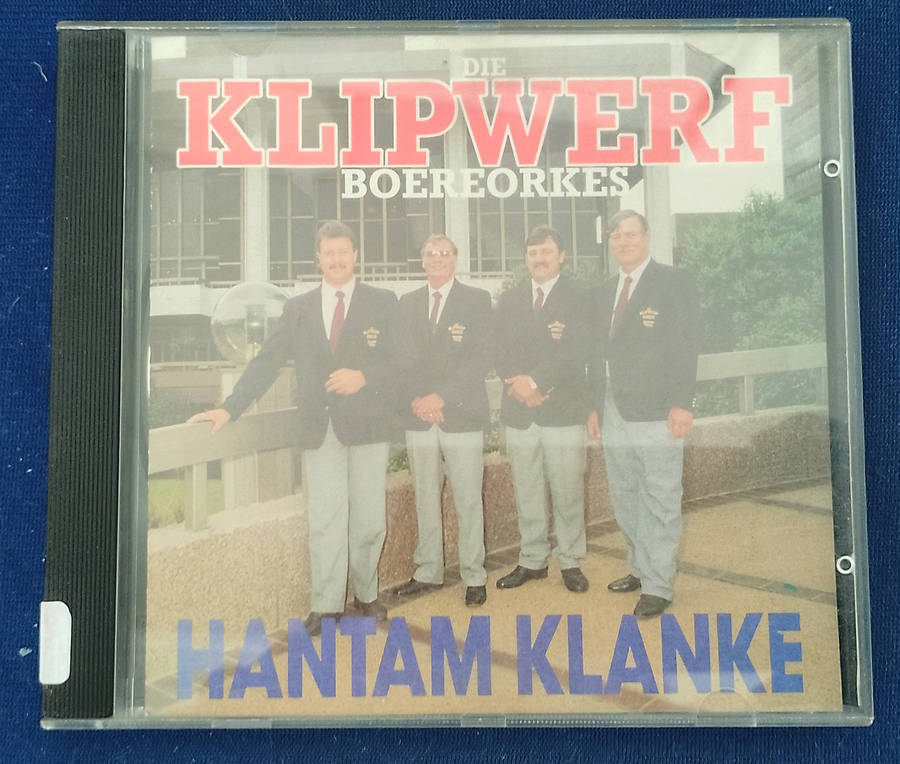 DIE
KLIPWERF
BOEREORKES
HANTAM KLANKE